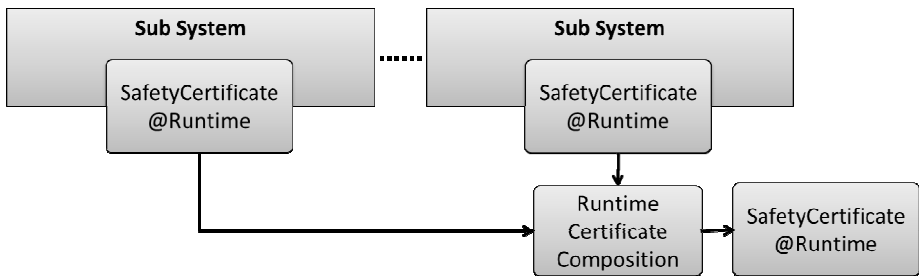 Sub System
Sub System
SafetyCertificate
@Runtime
SafetyCertificate
@Runtime
Runtime
Certificate
Composition
SafetyCertificate
@Runtime